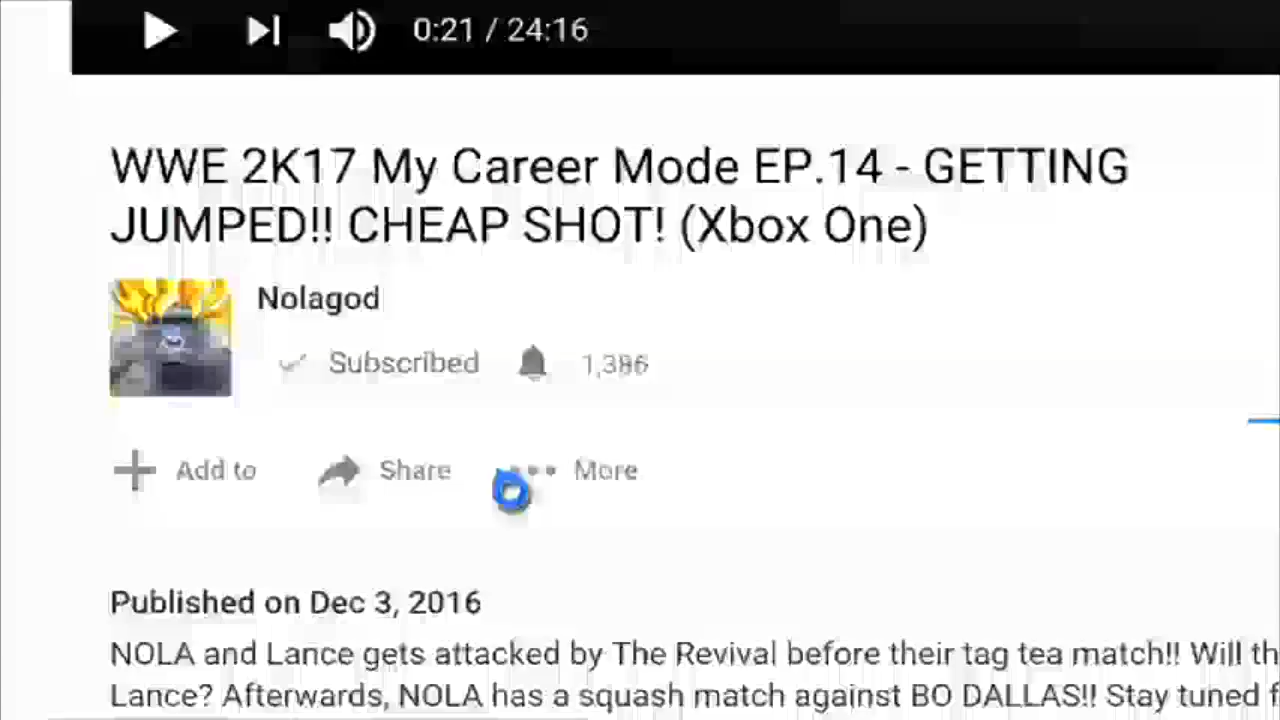 0:21 / 24:16
WWE 2K17 My Career Mode EP.14 - GETTING
JUMPED!! CHEAP SHOT! (Xbox One)
Nolagod
Subscribed 1,386
Add to Share More
Published on Dec 3, 2016
NOLA and Lance gets attacked by The Revival before their tag tea match!! Will th
Lance? Afterwards, NOLA has a squash match against BO DALLAS!! Stay tuned f